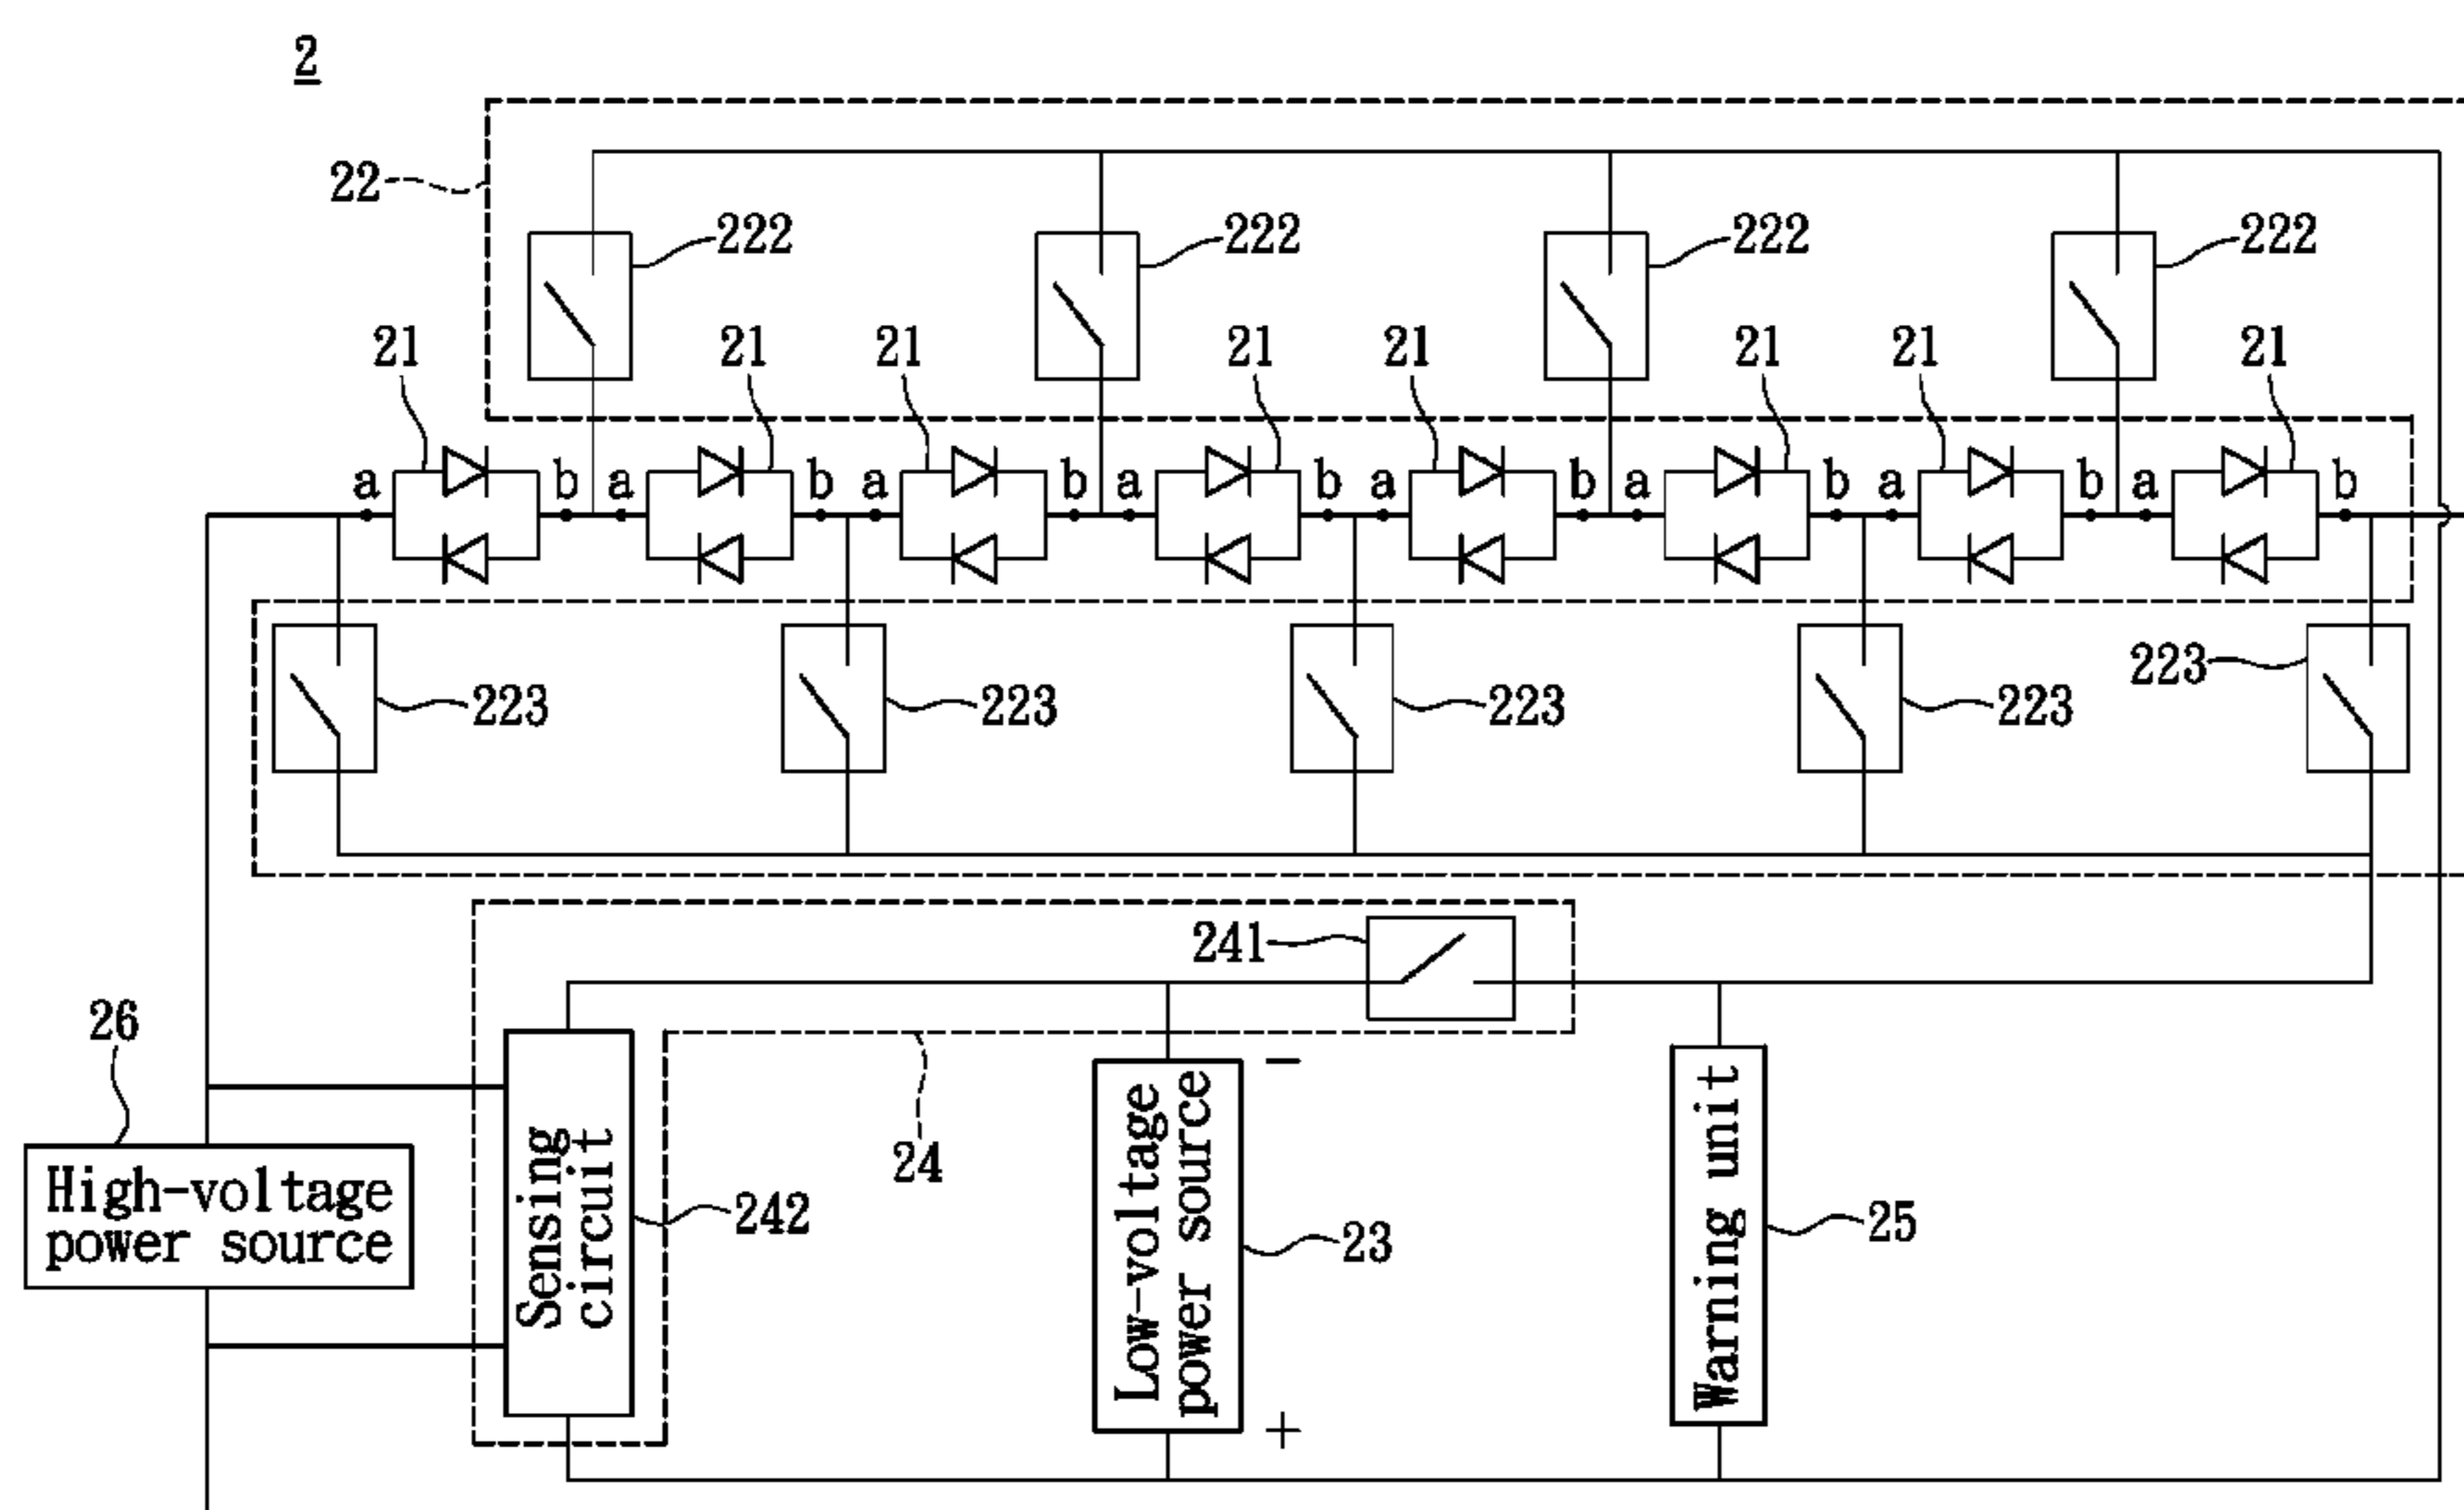 2
22
222 222 222 222
21 21 21 21 21 21 21 21
a b a b a b a b a b a b a b a b
223 223 223 223 223
241
26
High-voltage
power source
Sensing
circuit
242
24
Low-voltage
power source
−
+
23
Warning unit
25